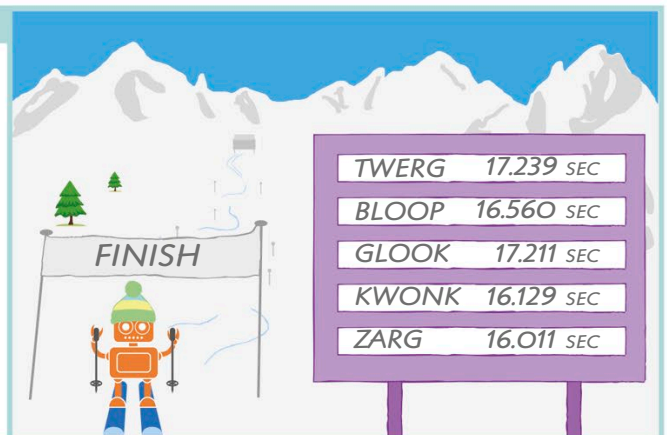 FINISH
TWERG 17.239 SEC
BLOOP 16.560 SEC
GLOOK 17.211 SEC
KWONK 16.129 SEC
ZARG 16.011 SEC